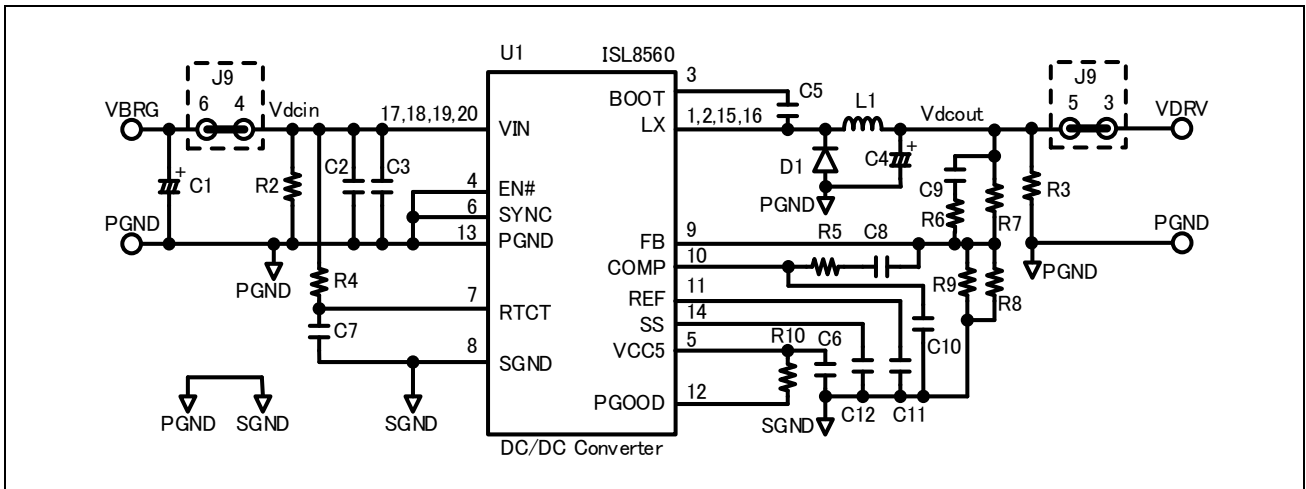 U1 ISL8560
J9 J9
6 4 3 5 3
VBRG Vdcin 17,18,19,20 VIN BOOT C5 L1 Vdcout VDRV
LX 1,2,15,16
+ C1 R2 C2 C3 4 EN# D1 C4 + C9 R7 R3
6 SYNC PGND R6
PGND 13 PGND FB 9 R5 C8 PGND
PGND COMP 10 PGND
R4 R9 R8
7 RTCT REF 11
C7 SS 14 C10
8 SGND VCC5 5 R10 C6
PGOOD 12
PGND SGND SGND SGND C12 C11
DC/DC Converter